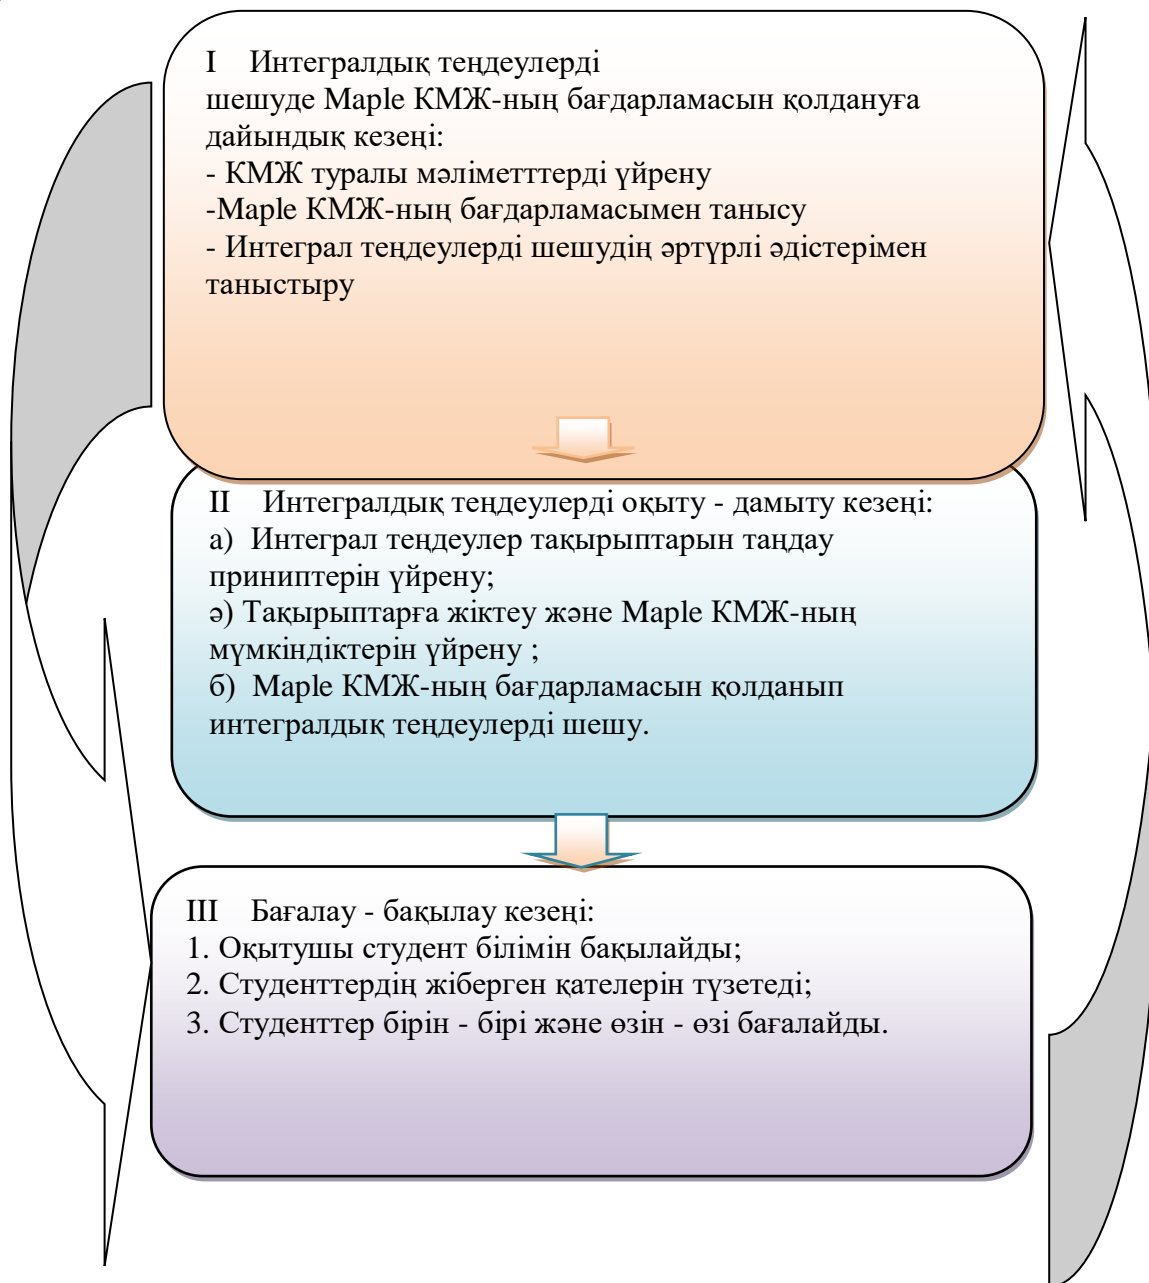 I Интегралдық теңдеулерді
шешуде Maple КМЖ-ның бағдарламасын қолдануға
дайындық кезеңі:
- КМЖ туралы мәліметттерді үйрену
-Maple КМЖ-ның бағдарламасымен танысу
- Интеграл теңдеулерді шешудің әртүрлі әдістерімен
таныстыру
II Интегралдық теңдеулерді оқыту - дамыту кезеңі:
а) Интеграл теңдеулер тақырыптарын таңдау
приниптерін үйрену;
ә) Тақырыптарға жіктеу және Maple КМЖ-ның
мүмкіндіктерін үйрену ;
б) Maple КМЖ-ның бағдарламасын қолданып
интегралдық теңдеулерді шешу.
III Бағалау - бақылау кезеңі:
1. Оқытушы студент білімін бақылайды;
2. Студенттердің жіберген қателерін түзетеді;
3. Студенттер бірін - бірі және өзін - өзі бағалайды.